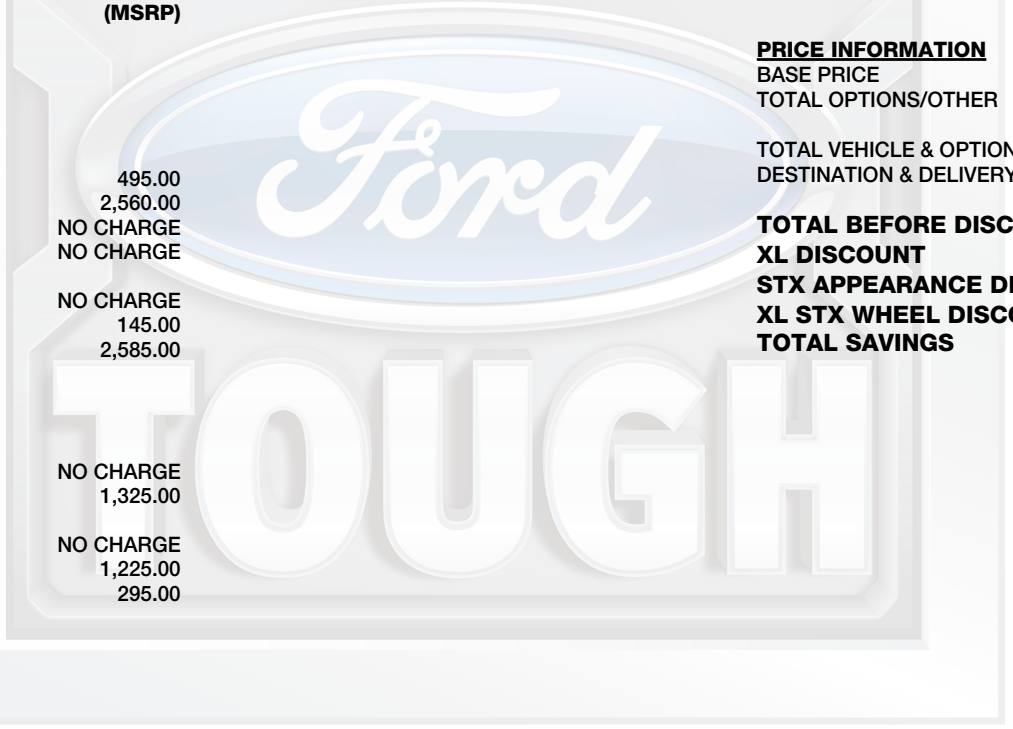 (MSRP)
495.00
2,560.00
NO CHARGE
NO CHARGE
NO CHARGE
145.00
2,585.00
NO CHARGE
1,325.00
NO CHARGE
1,225.00
295.00
PRICE INFORMATION
BASE PRICE
TOTAL OPTIONS/OTHER
TOTAL VEHICLE & OPTION
DESTINATION & DELIVERY
TOTAL BEFORE DISC
XL DISCOUNT
STX APPEARANCE DI
XL STX WHEEL DISCO
TOTAL SAVINGS
Ford
TOUGH